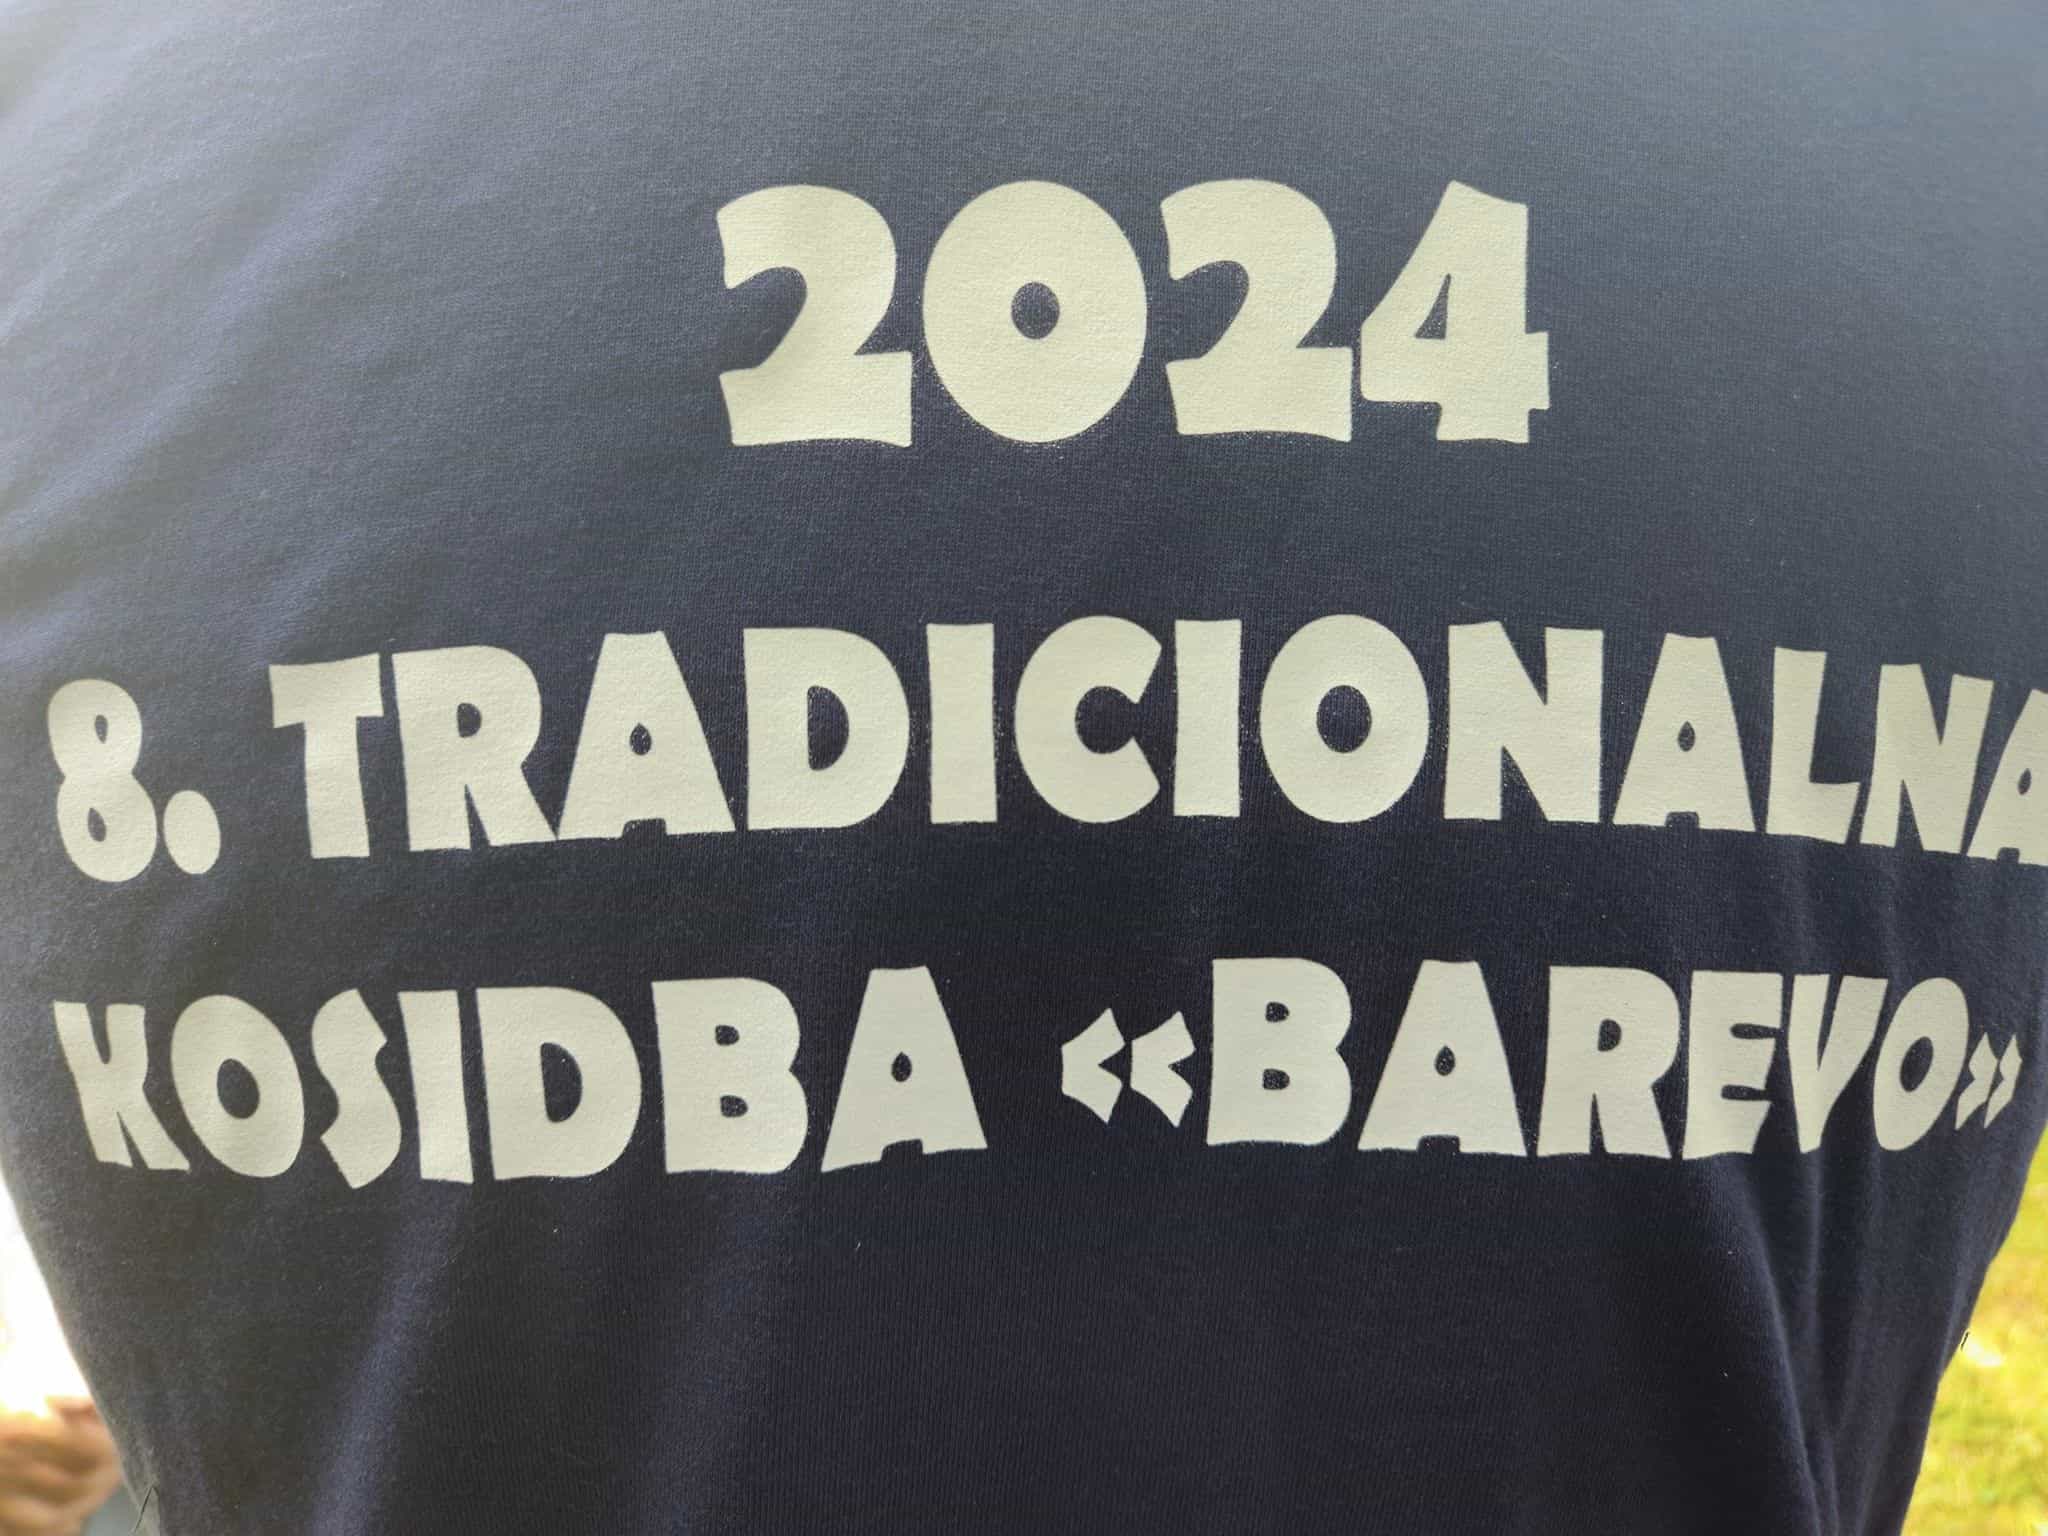 2024
8. TRADICIONALNA
KOSIDBA «BAREVO»